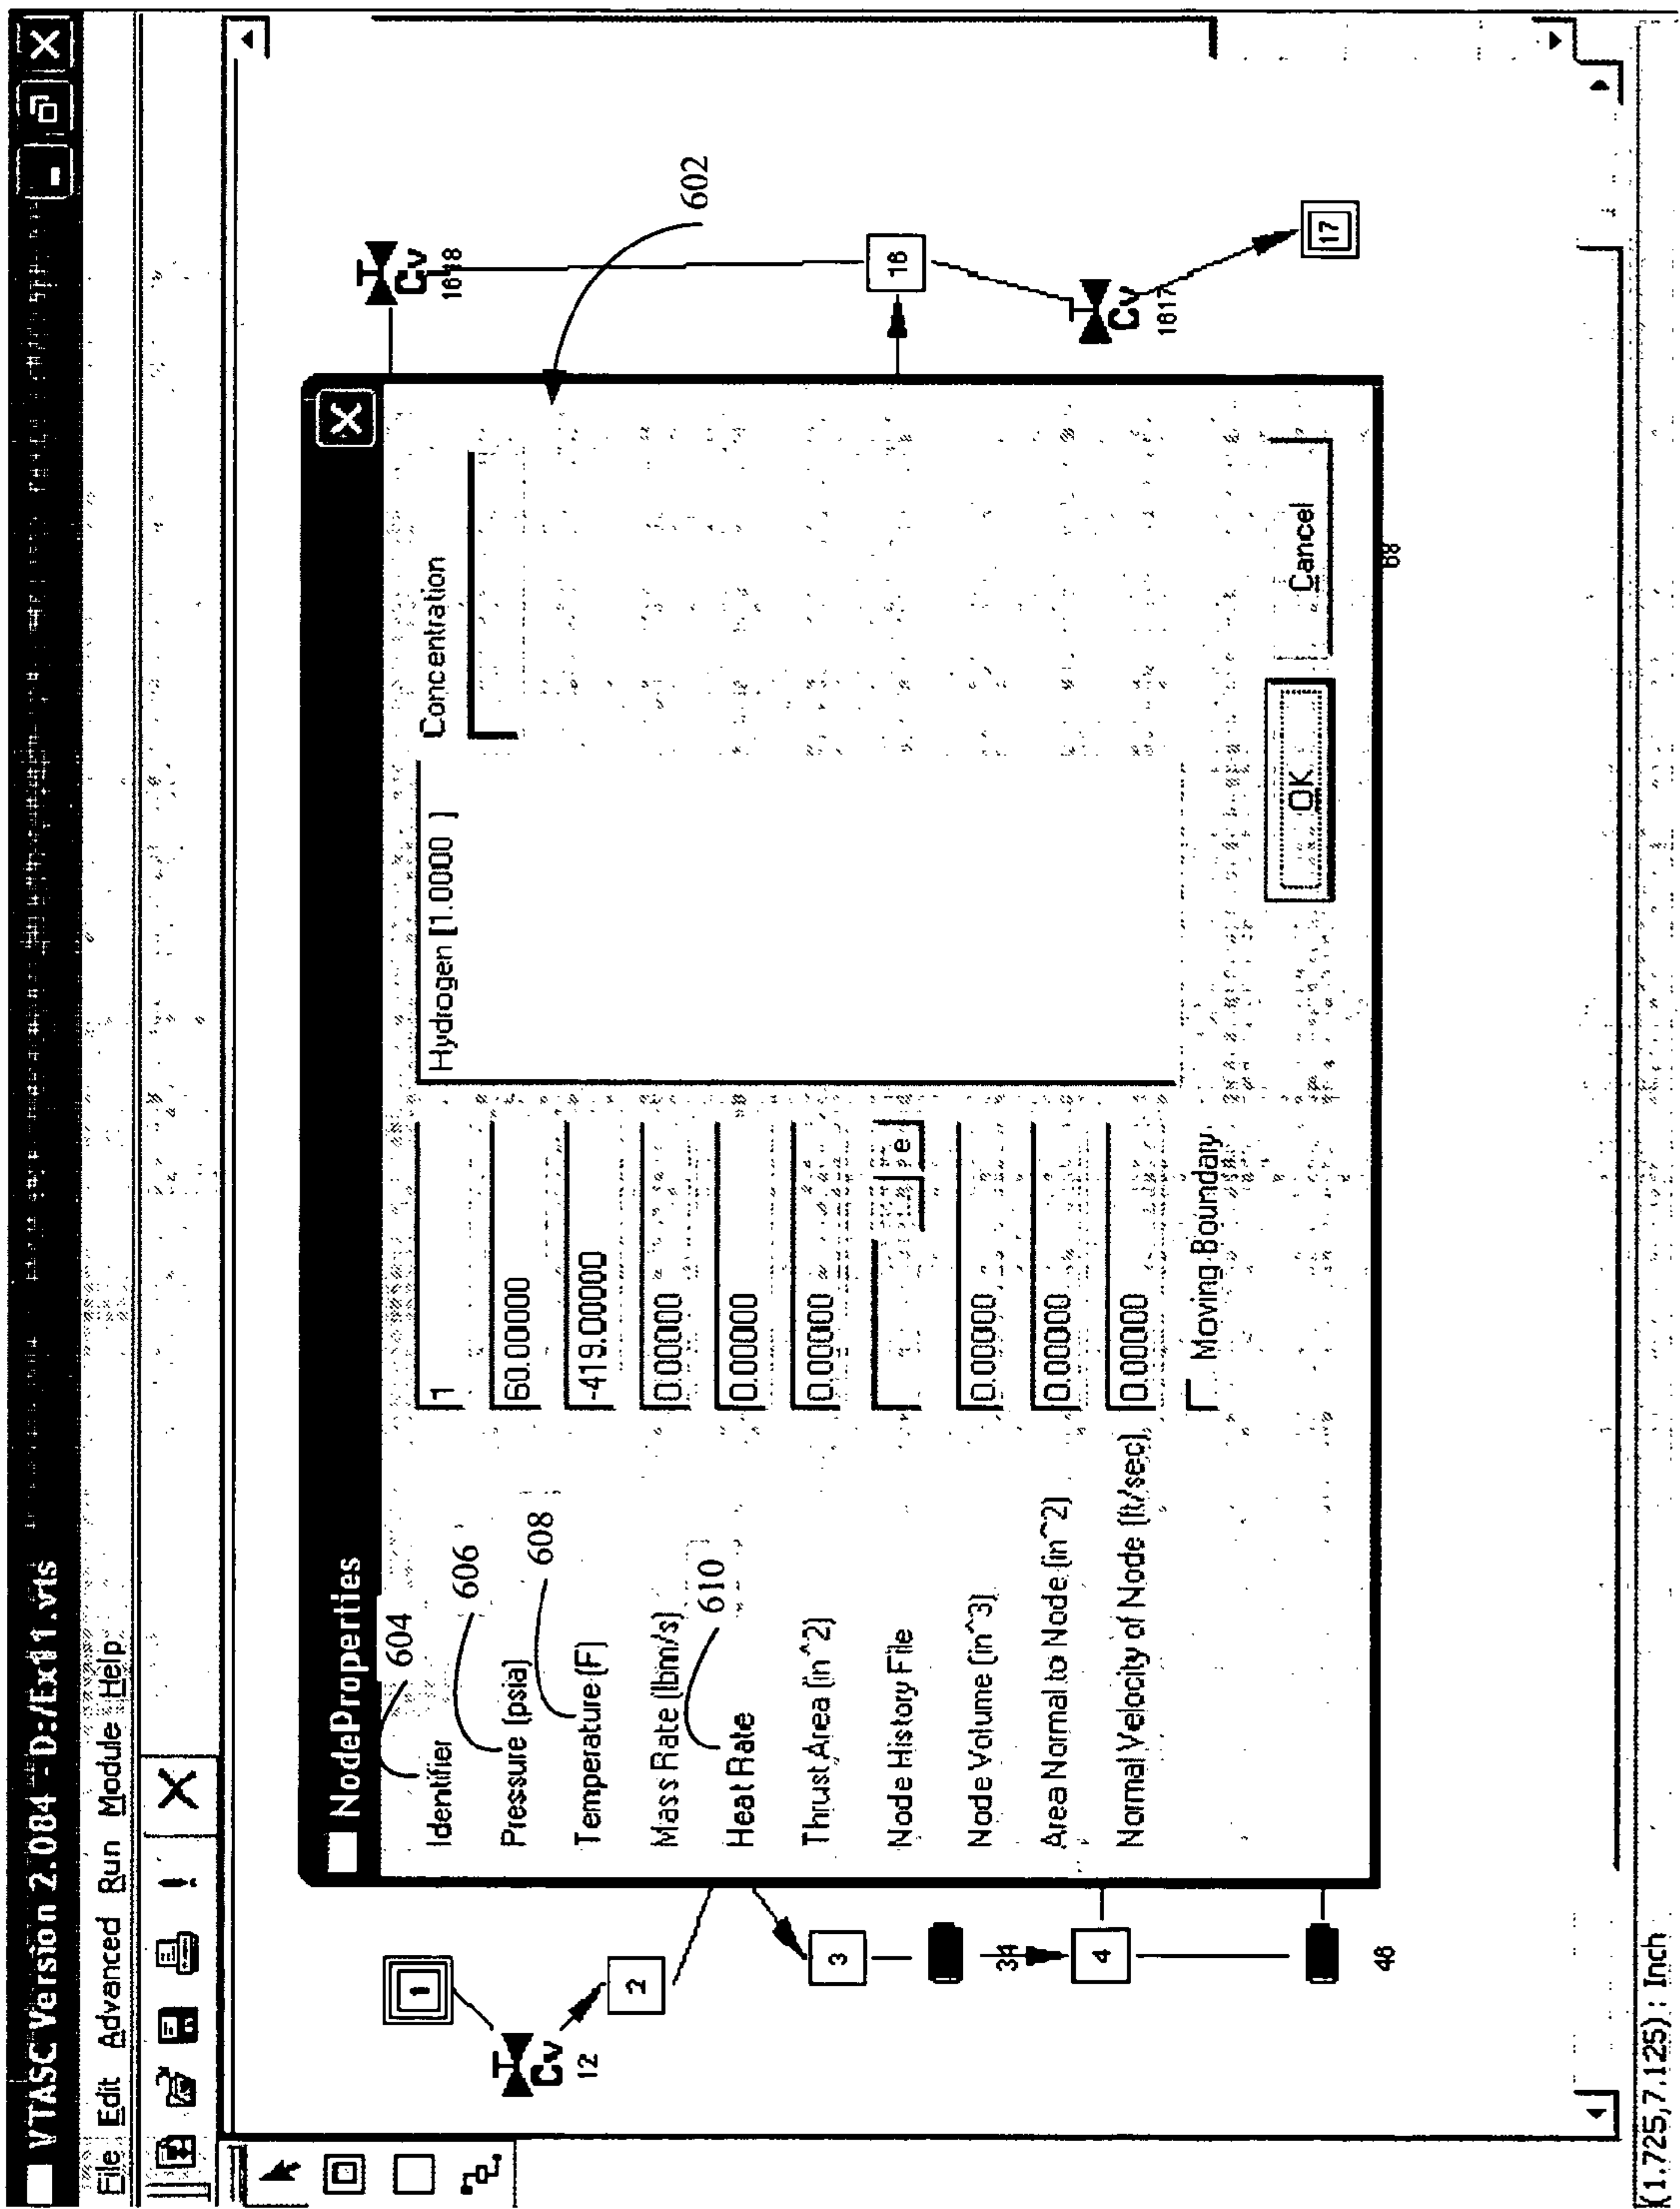 VTASC Version 2.084 - D:/Ex11.vts
File Edit Advanced Run Module Help
NodeProperties
604
Identifier
1
606
Pressure (psia)
60.00000
608
Temperature (F)
-419.00000
Mass Rate (lbm/s)
0.00000
610
Heat Rate
0.00000
Thrust Area (in^2)
0.00000
Node History File
e
Node Volume (in^3)
0.00000
Area Normal to Node (in^2)
0.00000
Normal Velocity of Node (ft/sec)
0.00000
Moving Boundary
Hydrogen [1.0000 ]
Concentration
OK
Cancel
602
1
Cv
12
2
3
34
4
46
68
Cv
1618
16
Cv
1617
17
(1.725,7.125): Inch